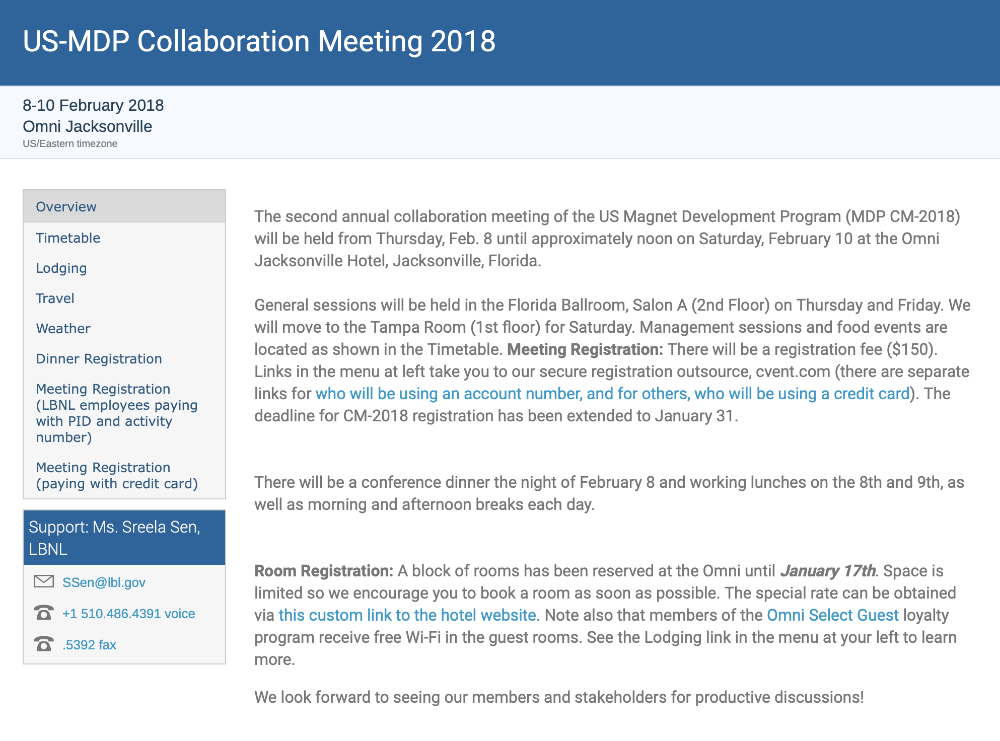 US-MDP Collaboration Meeting 2018
8-10 February 2018
Omni Jacksonville
US/Eastern timezone
Overview
Timetable
Lodging
Travel
Weather
Dinner Registration
Meeting Registration
(LBNL employees paying
with PID and activity
number)
Meeting Registration
(paying with credit card)
Support: Ms. Sreela Sen,
LBNL
SSen@lbl.gov
+1 510.486.4391 voice
.5392 fax
The second annual collaboration meeting of the US Magnet Development Program (MDP CM-2018)
will be held from Thursday, Feb. 8 until approximately noon on Saturday, February 10 at the Omni
Jacksonville Hotel, Jacksonville, Florida.
General sessions will be held in the Florida Ballroom, Salon A (2nd Floor) on Thursday and Friday. We
will move to the Tampa Room (1st floor) for Saturday. Management sessions and food events are
located as shown in the Timetable. Meeting Registration: There will be a registration fee ($150).
Links in the menu at left take you to our secure registration outsource, cvent.com (there are separate
links for who will be using an account number, and for others, who will be using a credit card). The
deadline for CM-2018 registration has been extended to January 31.
There will be a conference dinner the night of February 8 and working lunches on the 8th and 9th, as
well as morning and afternoon breaks each day.
Room Registration: A block of rooms has been reserved at the Omni until January 17th. Space is
limited so we encourage you to book a room as soon as possible. The special rate can be obtained
via this custom link to the hotel website. Note also that members of the Omni Select Guest loyalty
program receive free Wi-Fi in the guest rooms. See the Lodging link in the menu at your left to learn
more.
We look forward to seeing our members and stakeholders for productive discussions!